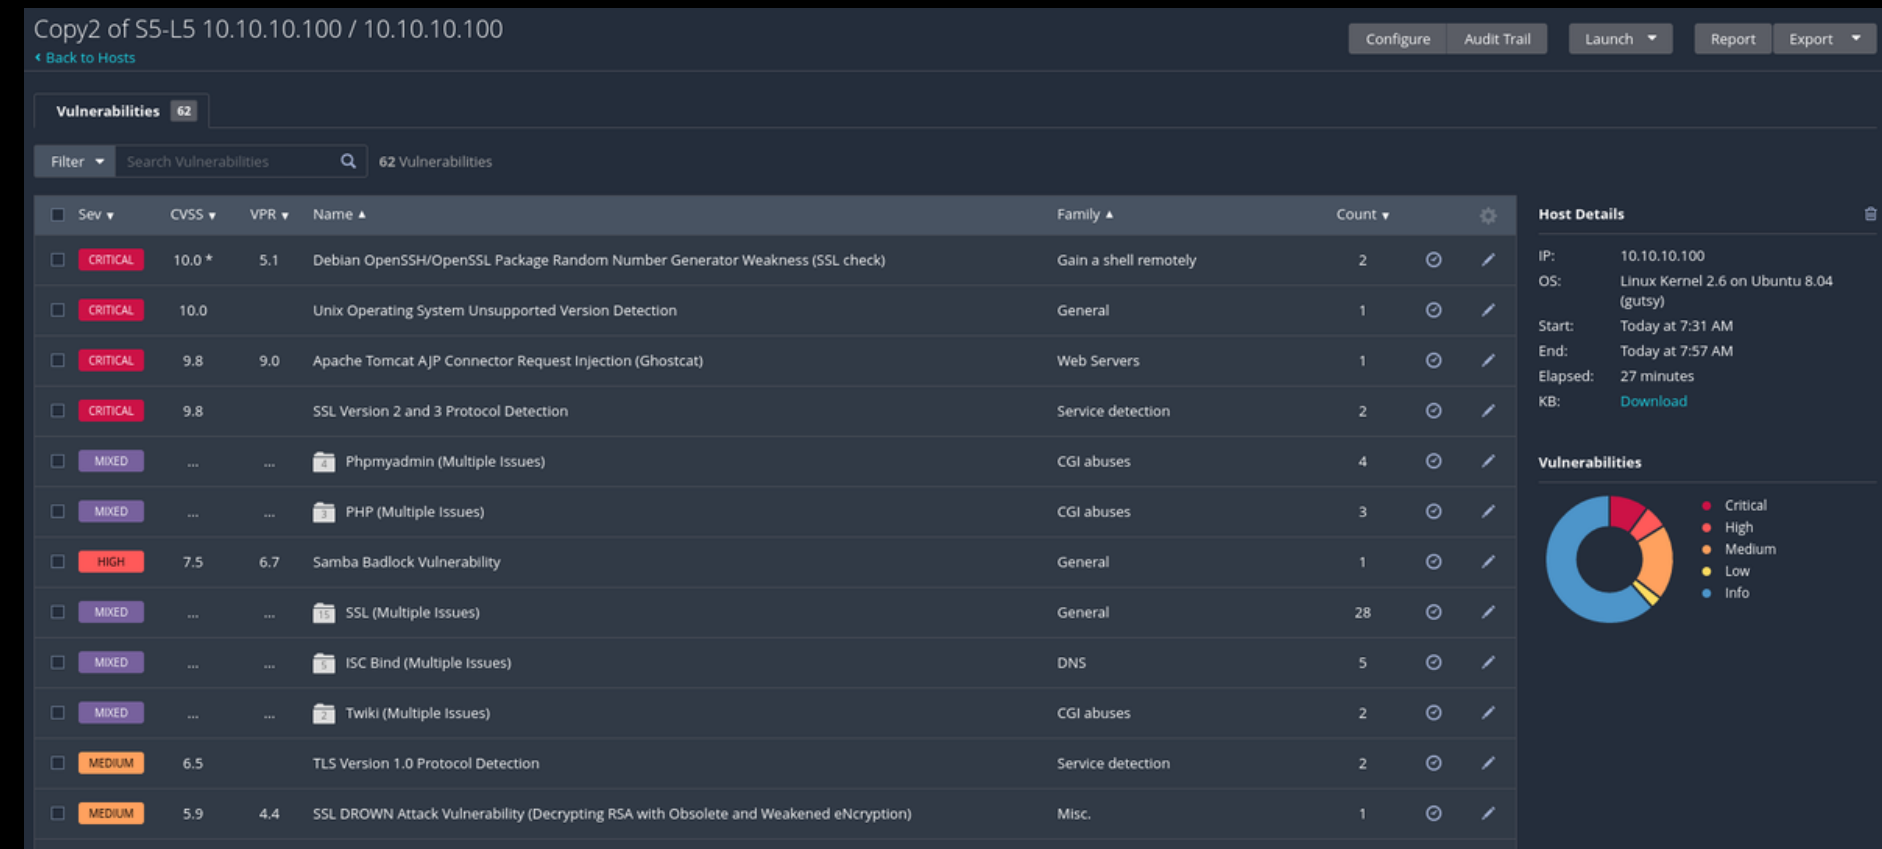 Copy2 of S5-L5 10.10.10.100 / 10.10.10.100
Configure Audit Trail Launch Report Export
Back to Hosts
Vulnerabilities 62
Filter Search Vulnerabilities 62 Vulnerabilities
Sev CVSS VPR Name Family Count
CRITICAL 10.0 * 5.1 Debian OpenSSH/OpenSSL Package Random Number Generator Weakness (SSL check) Gain a shell remotely 2
CRITICAL 10.0 Unix Operating System Unsupported Version Detection General 1
CRITICAL 9.8 9.0 Apache Tomcat AJP Connector Request Injection (Ghostcat) Web Servers 1
CRITICAL 9.8 SSL Version 2 and 3 Protocol Detection Service detection 2
MIXED ... ... 4 Phpmyadmin (Multiple Issues) CGI abuses 4
MIXED ... ... 3 PHP (Multiple Issues) CGI abuses 3
HIGH 7.5 6.7 Samba Badlock Vulnerability General 1
MIXED ... ... 15 SSL (Multiple Issues) General 28
MIXED ... ... 5 ISC Bind (Multiple Issues) DNS 5
MIXED ... ... 2 Twiki (Multiple Issues) CGI abuses 2
MEDIUM 6.5 TLS Version 1.0 Protocol Detection Service detection 2
MEDIUM 5.9 4.4 SSL DROWN Attack Vulnerability (Decrypting RSA with Obsolete and Weakened eNcryption) Misc. 1
Host Details
IP: 10.10.10.100
OS: Linux Kernel 2.6 on Ubuntu 8.04
(gutsy)
Start: Today at 7:31 AM
End: Today at 7:57 AM
Elapsed: 27 minutes
KB: Download
Vulnerabilities
Critical
High
Medium
Low
Info